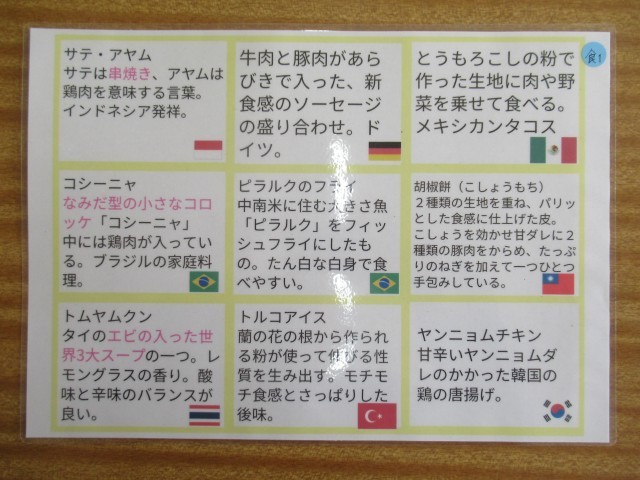 サテ・アヤム
サテは串焼き、アヤムは
鶏肉を意味する言葉。
インドネシア発祥。
牛肉と豚肉があら
びきで入った、新
食感のソーセージ
の盛り合わせ。ド
イツ。
とうもろこしの粉で
作った生地に肉や野
菜を乗せて食べる。
メキシカンタコス
食1
コシーニャ
なみだ型の小さなコロ
ッケ「コシーニャ」
中には鶏肉が入ってい
る。ブラジルの家庭料
理。
ピラルクのフライ
中南米に住む大きさ魚
「ピラルク」をフィッ
シュフライにしたも
の。たん白な白身で食
べやすい。
胡椒餅（こしょうもち）
２種類の生地を重ね、パリッ
とした食感に仕上げた皮。
こしょうを効かせ甘ダレに２
種類の豚肉をからめ、たっぷ
りのねぎを加えて一つひとつ
手包みしている。
トムヤムクン
タイのエビの入った世
界3大スープの一つ。レ
モングラスの香り。酸
味と辛味のバランスが
良い。
トルコアイス
蘭の花の根から作られ
る粉が使って伸びる性
質を生み出す。モチモ
チ食感とさっぱりした
後味。
ヤンニョムチキン
甘辛いヤンニョムダ
レのかかった韓国の
鶏の唐揚げ。